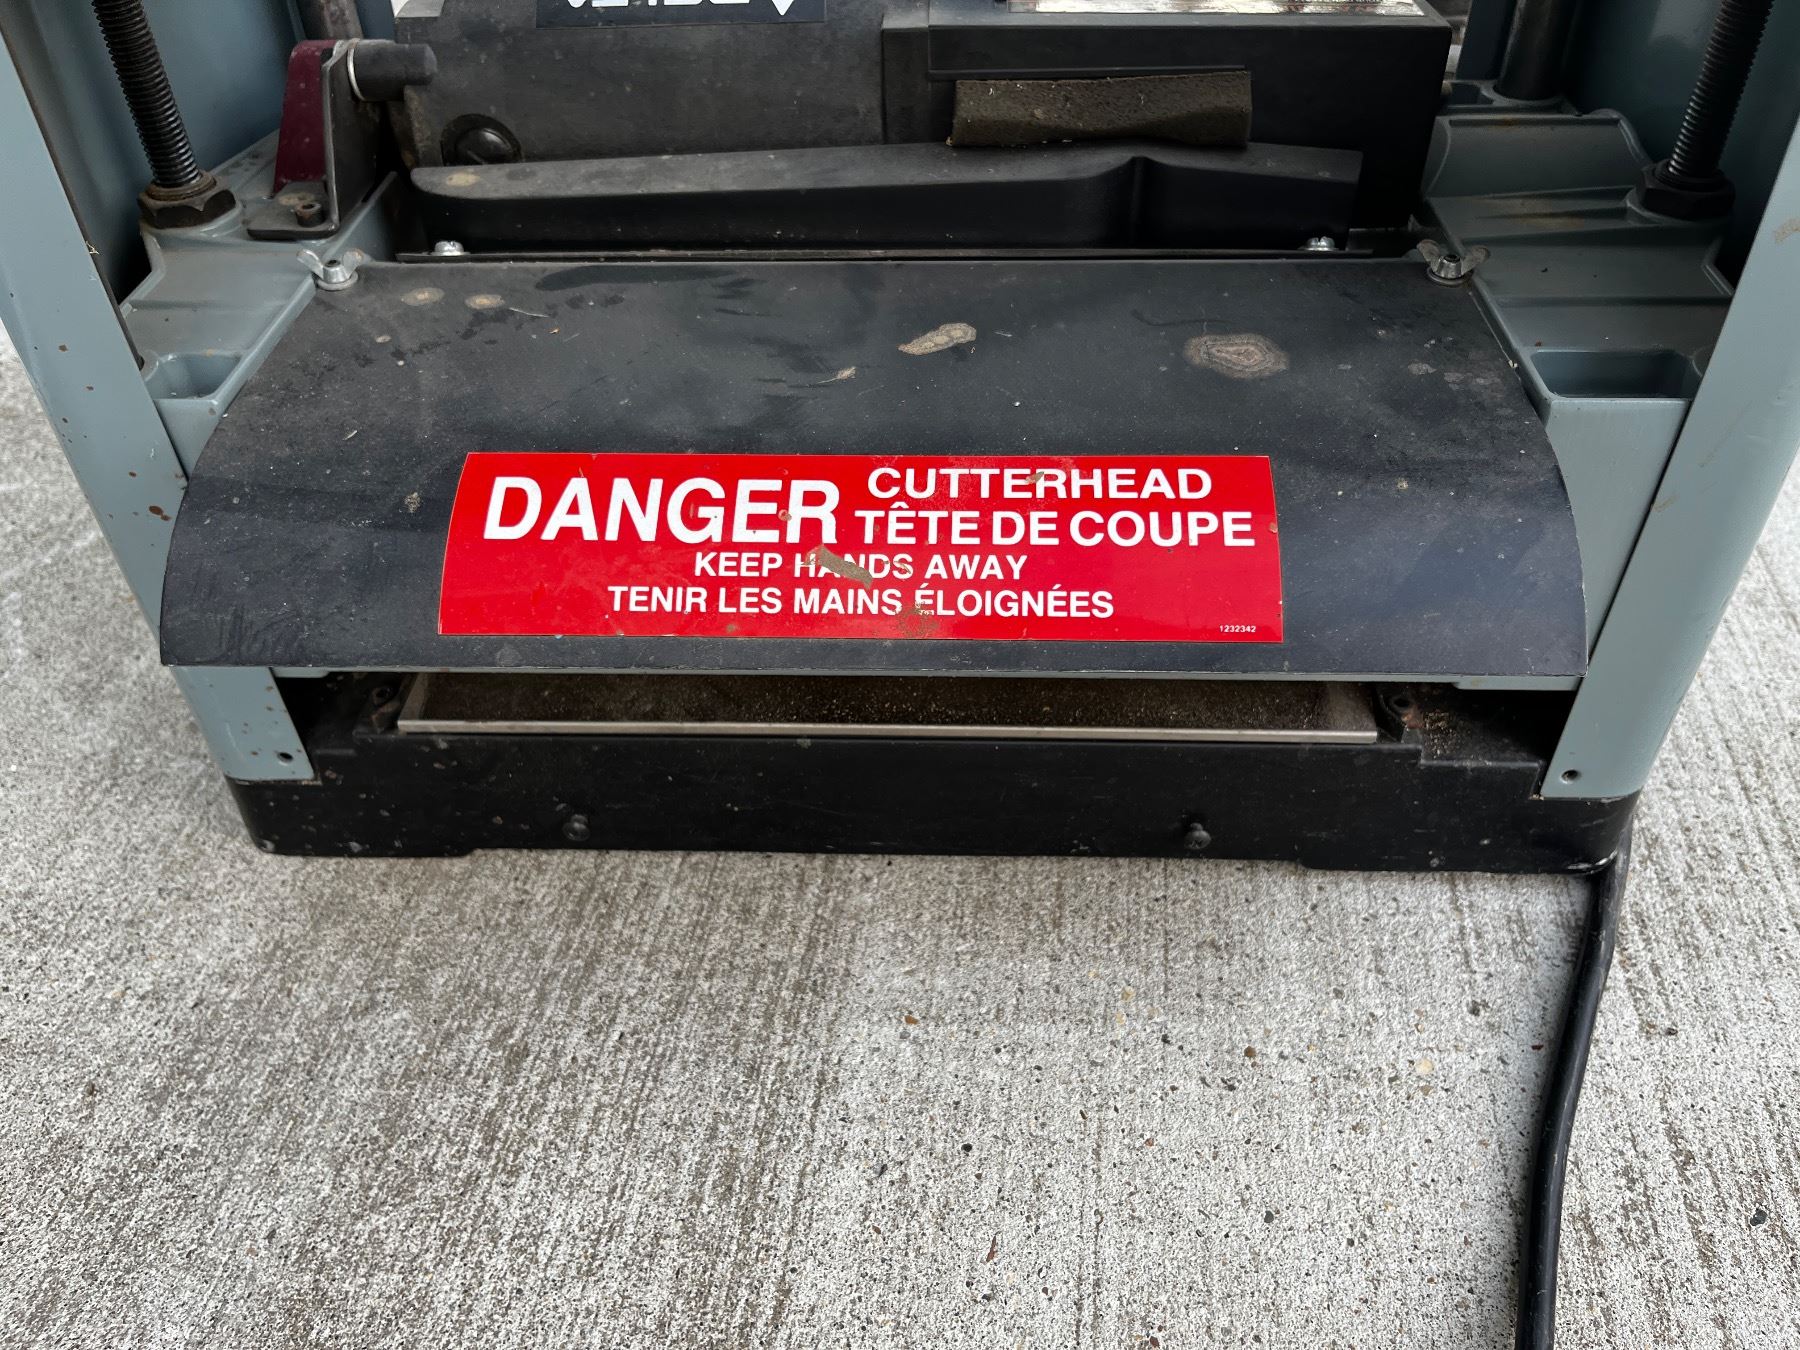 DANGER CUTTERHEAD
TÊTE DE COUPE
KEEP HANDS AWAY
TENIR LES MAINS ÉLOIGNÉES
1232342